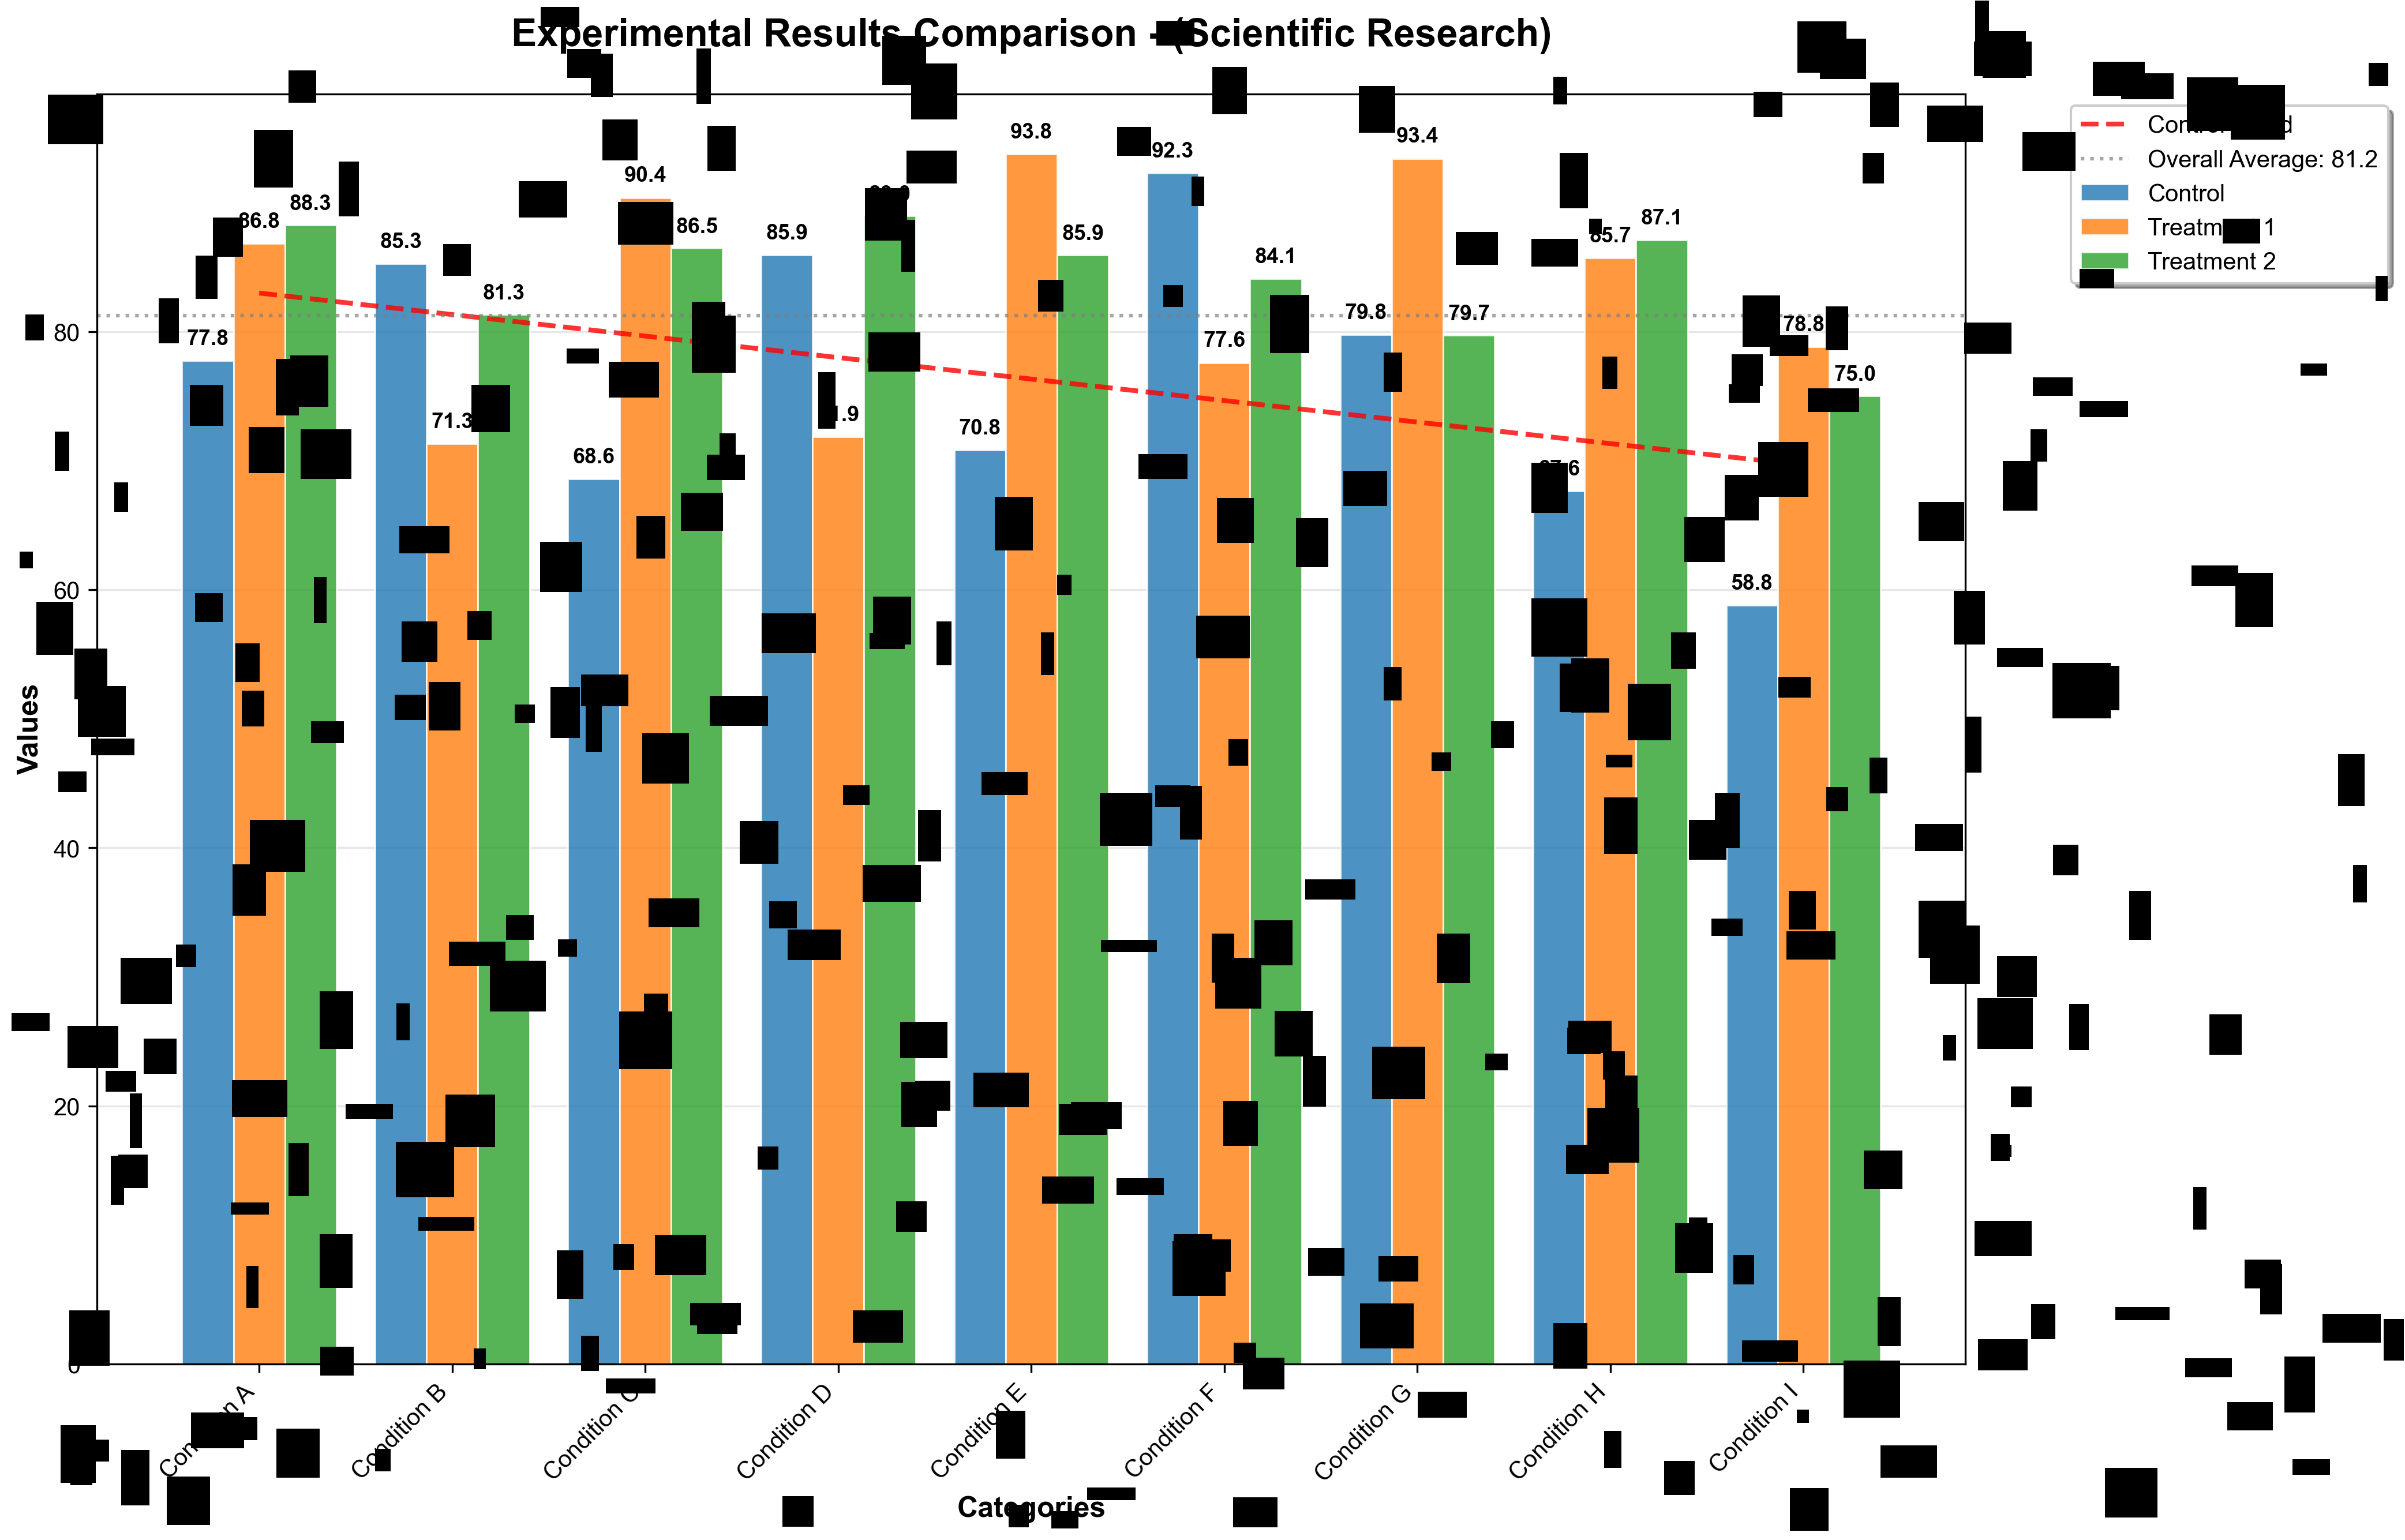 Experimental Results Comparison - (Scientific Research)
Overall Average: 81.2
Control
Treatment 2
Values
80
60
40
20
77.8
86.8
88.3
85.3
71.3
81.3
68.6
90.4
86.5
85.9
70.8
93.8
85.9
92.3
77.6
84.1
79.8
93.4
79.7
85.7
87.1
58.8
78.8
75.0
Condition B
Condition D
Condition E
Condition F
Condition G
Condition H
Condition I
Categories